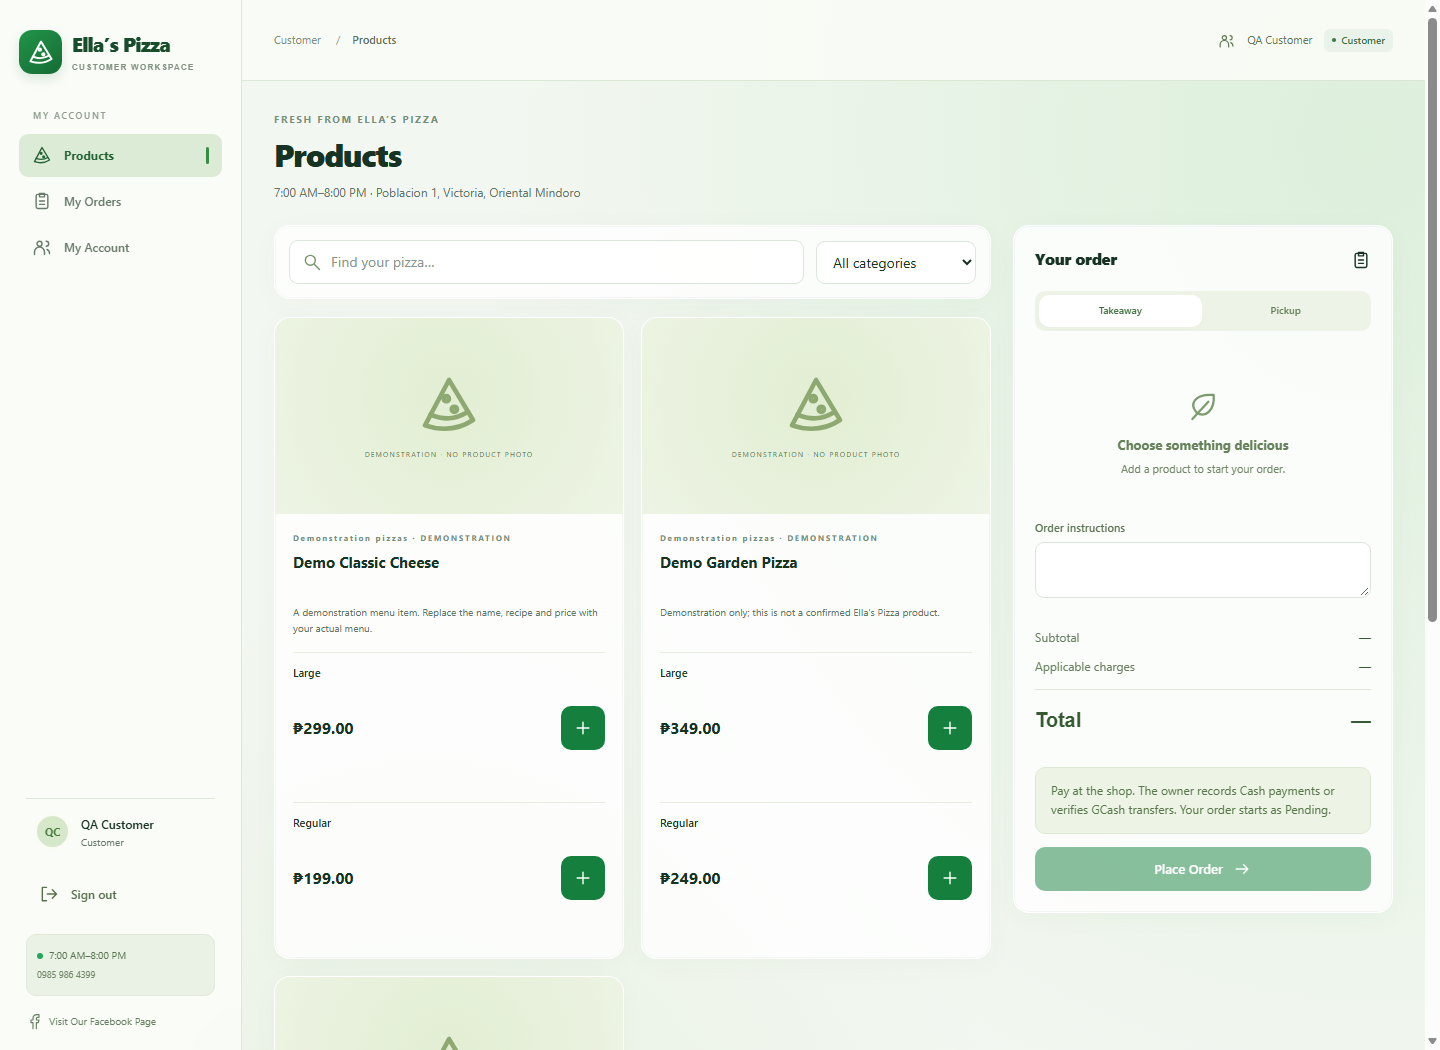 Ella's Pizza
CUSTOMER WORKSPACE
MY ACCOUNT
Products
My Orders
My Account
QC
QA Customer
Customer
Sign out
7:00 AM–8:00 PM
0985 986 4399
Visit Our Facebook Page
Customer / Products
QA Customer
Customer
FRESH FROM ELLA'S PIZZA
Products
7:00 AM–8:00 PM · Poblacion 1, Victoria, Oriental Mindoro
Find your pizza...
All categories
DEMONSTRATION · NO PRODUCT PHOTO
Demonstration pizzas · DEMONSTRATION
Demo Classic Cheese
A demonstration menu item. Replace the name, recipe and price with
your actual menu.
Large
₱299.00
Regular
₱199.00
DEMONSTRATION · NO PRODUCT PHOTO
Demonstration pizzas · DEMONSTRATION
Demo Garden Pizza
Demonstration only; this is not a confirmed Ella's Pizza product.
Large
₱349.00
Regular
₱249.00
Your order
Takeaway
Pickup
Choose something delicious
Add a product to start your order.
Order instructions
Subtotal —
Applicable charges —
Total —
Pay at the shop. The owner records Cash payments or
verifies GCash transfers. Your order starts as Pending.
Place Order